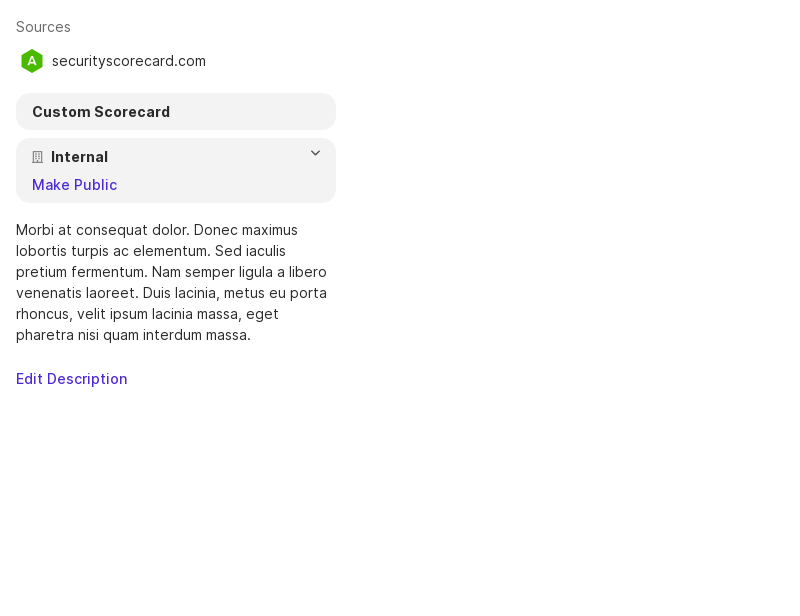 Sources
A securityscorecard.com
Custom Scorecard
Internal
Make Public
Morbi at consequat dolor. Donec maximus
lobortis turpis ac elementum. Sed iaculis
pretium fermentum. Nam semper ligula a libero
venenatis laoreet. Duis lacinia, metus eu porta
rhoncus, velit ipsum lacinia massa, eget
pharetra nisi quam interdum massa.
Edit Description